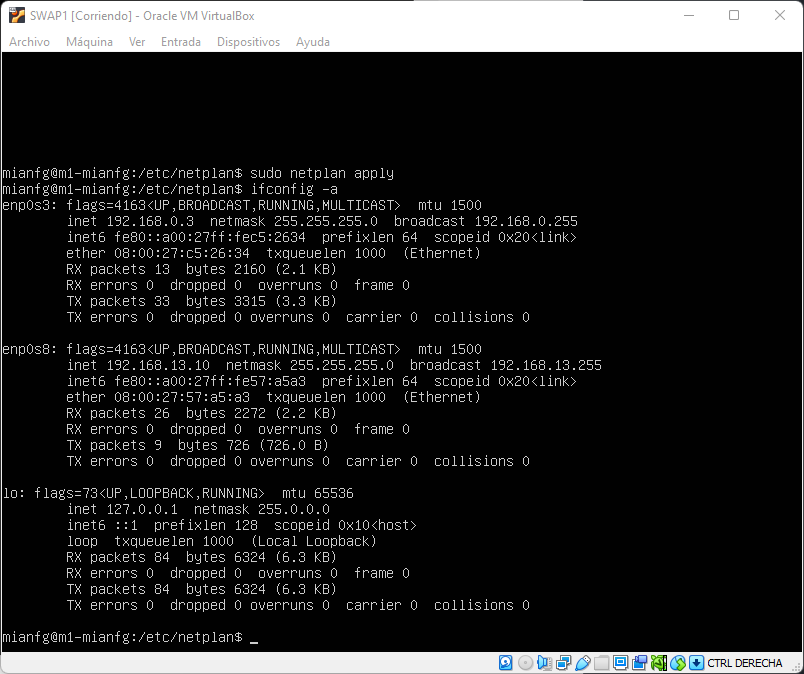 SWAP1 [Corriendo] - Oracle VM VirtualBox
Archivo Máquina Ver Entrada Dispositivos Ayuda
mianfg@m1-mianfg:/etc/netplan$ sudo netplan apply
mianfg@m1-mianfg:/etc/netplan$ ifconfig -a
enp0s3: flags=4163<UP,BROADCAST,RUNNING,MULTICAST>  mtu 1500
        inet 192.168.0.3  netmask 255.255.255.0  broadcast 192.168.0.255
        inet6 fe80::a00:27ff:fec5:2634  prefixlen 64  scopeid 0x20<link>
        ether 08:00:27:c5:26:34  txqueuelen 1000  (Ethernet)
        RX packets 13  bytes 2160 (2.1 KB)
        RX errors 0  dropped 0  overruns 0  frame 0
        TX packets 33  bytes 3315 (3.3 KB)
        TX errors 0  dropped 0 overruns 0  carrier 0  collisions 0
enp0s8: flags=4163<UP,BROADCAST,RUNNING,MULTICAST>  mtu 1500
        inet 192.168.13.10  netmask 255.255.255.0  broadcast 192.168.13.255
        inet6 fe80::a00:27ff:fe57:a5a3  prefixlen 64  scopeid 0x20<link>
        ether 08:00:27:57:a5:a3  txqueuelen 1000  (Ethernet)
        RX packets 26  bytes 2272 (2.2 KB)
        RX errors 0  dropped 0  overruns 0  frame 0
        TX packets 9  bytes 726 (726.0 B)
        TX errors 0  dropped 0 overruns 0  carrier 0  collisions 0
lo: flags=73<UP,LOOPBACK,RUNNING>  mtu 65536
        inet 127.0.0.1  netmask 255.0.0.0
        inet6 ::1  prefixlen 128  scopeid 0x10<host>
        loop  txqueuelen 1000  (Local Loopback)
        RX packets 84  bytes 6324 (6.3 KB)
        RX errors 0  dropped 0  overruns 0  frame 0
        TX packets 84  bytes 6324 (6.3 KB)
        TX errors 0  dropped 0 overruns 0  carrier 0  collisions 0
mianfg@m1-mianfg:/etc/netplan$ _
CTRL DERECHA